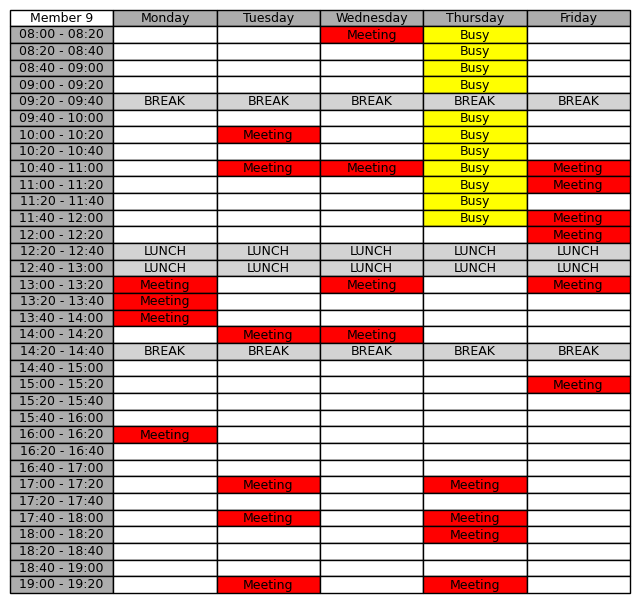 Member 9 Monday Tuesday Wednesday Thursday Friday
08:00 - 08:20 Meeting Busy
08:20 - 08:40 Busy
08:40 - 09:00 Busy
09:00 - 09:20 Busy
09:20 - 09:40 BREAK BREAK BREAK BREAK BREAK
09:40 - 10:00 Busy
10:00 - 10:20 Meeting Busy
10:20 - 10:40 Busy
10:40 - 11:00 Meeting Meeting Busy Meeting
11:00 - 11:20 Busy Meeting
11:20 - 11:40 Busy
11:40 - 12:00 Busy Meeting
12:00 - 12:20 Meeting
12:20 - 12:40 LUNCH LUNCH LUNCH LUNCH LUNCH
12:40 - 13:00 LUNCH LUNCH LUNCH LUNCH LUNCH
13:00 - 13:20 Meeting Meeting Meeting
13:20 - 13:40 Meeting
13:40 - 14:00 Meeting
14:00 - 14:20 Meeting Meeting
14:20 - 14:40 BREAK BREAK BREAK BREAK BREAK
14:40 - 15:00
15:00 - 15:20 Meeting
15:20 - 15:40
15:40 - 16:00
16:00 - 16:20 Meeting
16:20 - 16:40
16:40 - 17:00
17:00 - 17:20 Meeting Meeting
17:20 - 17:40
17:40 - 18:00 Meeting Meeting
18:00 - 18:20 Meeting
18:20 - 18:40
18:40 - 19:00
19:00 - 19:20 Meeting Meeting